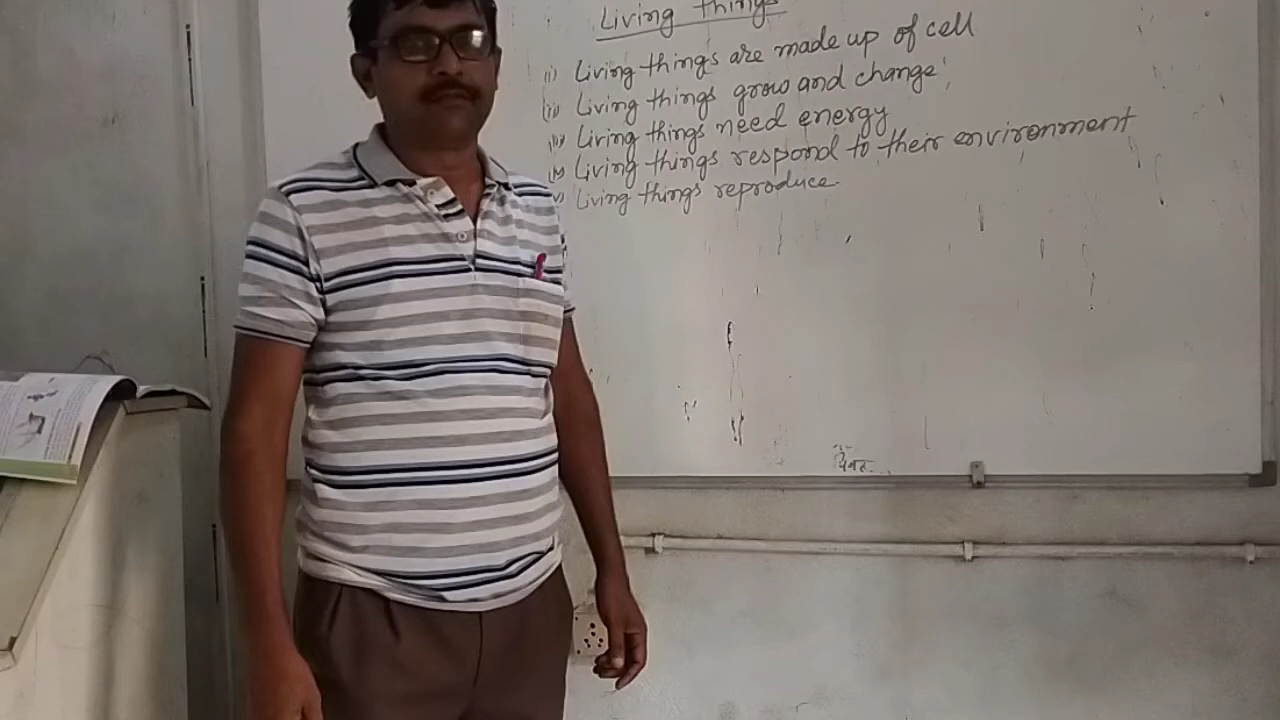 Living things
(i) Living things are made up of cell
(ii) Living things grow and change
(iii) Living things need energy
(iv) Living things respond to their environment
(v) Living things reproduce.